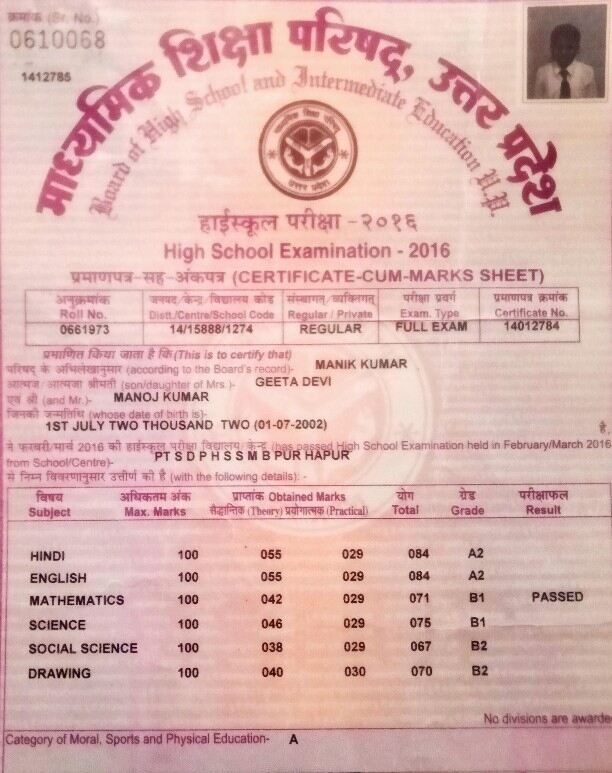 क्रमांक (Sr. No.)
0610068
1412785
माध्यमिक शिक्षा परिषद्, उत्तर प्रदेश
Board of High School and Intermediate Education U.P.
माध्यमिक शिक्षा परिषद्
उत्तर प्रदेश
हाईस्कूल परीक्षा - २०१६
High School Examination - 2016
प्रमाणपत्र-सह-अंकपत्र (CERTIFICATE-CUM-MARKS SHEET)
अनुक्रमांक जनपद/केन्द्र/विद्यालय कोड संस्थागत/व्यक्तिगत परीक्षा प्रवर्ग प्रमाणपत्र क्रमांक
Roll No. Distt./Centre/School Code Regular / Private Exam. Type Certificate No.
0661973 14/15888/1274 REGULAR FULL EXAM 14012784
प्रमाणित किया जाता है कि (This is to certify that)
परिषद के अभिलेखानुसार (according to the Board's record)- MANIK KUMAR
आत्मज/आत्मजा श्रीमती (son/daughter of Mrs.)- GEETA DEVI
एवं श्री (and Mr.)- MANOJ KUMAR
जिनकी जन्मतिथि (whose date of birth is)-
1ST JULY TWO THOUSAND TWO (01-07-2002) है,
ने फरवरी/मार्च 2016 की हाईस्कूल परीक्षा विद्यालय/केन्द्र (has passed High School Examination held in February/March 2016
from School/Centre)- PT S D P H S S M B PUR HAPUR
से निम्न विवरणानुसार उत्तीर्ण की है (with the following details): -
विषय अधिकतम अंक प्राप्तांक Obtained Marks योग ग्रेड परीक्षाफल
Subject Max. Marks सैद्धान्तिक (Theory) प्रयोगात्मक (Practical) Total Grade Result
HINDI 100 055 029 084 A2
ENGLISH 100 055 029 084 A2
MATHEMATICS 100 042 029 071 B1 PASSED
SCIENCE 100 046 029 075 B1
SOCIAL SCIENCE 100 038 029 067 B2
DRAWING 100 040 030 070 B2
No divisions are awarde
Category of Moral, Sports and Physical Education- A